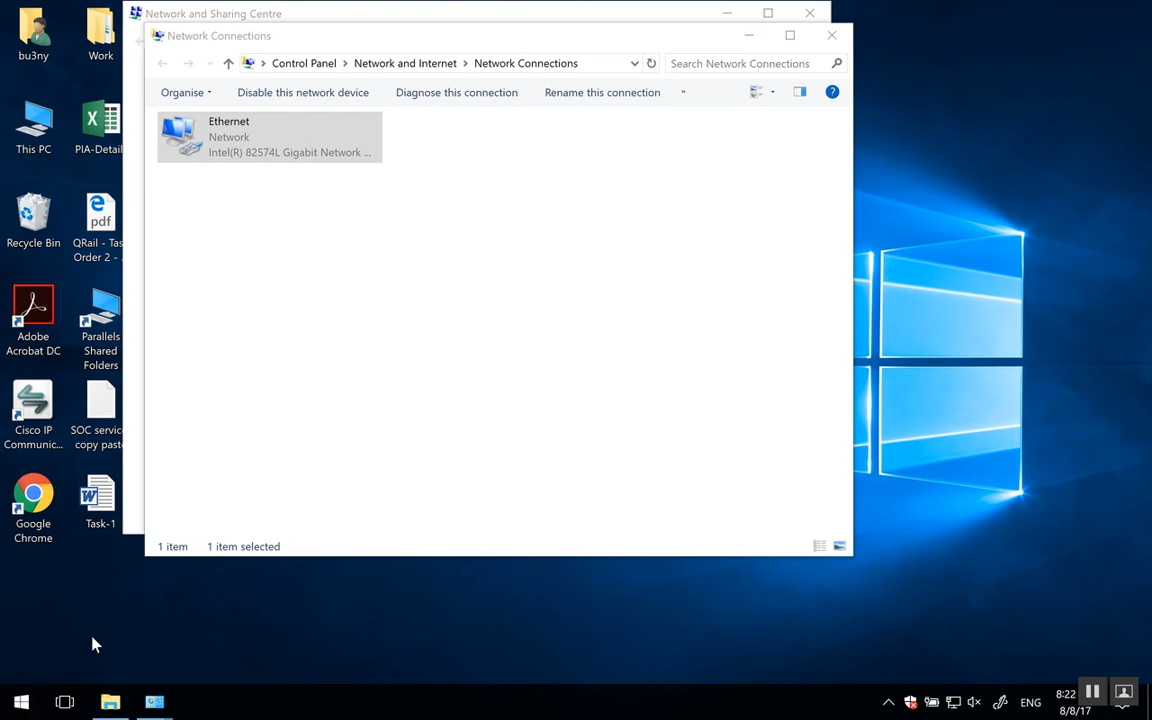 Network and Sharing Centre
Network Connections
Control Panel
Network and Internet
Network Connections
Search Network Connections
Organise
Disable this network device
Diagnose this connection
Rename this connection
»
?
Ethernet
Network
Intel(R) 82574L Gigabit Network ...
1 item
1 item selected
bu3ny
Work
This PC
PIA-Detail
Recycle Bin
pdf
QRail - Tas
Order 2 - .
Adobe
Acrobat DC
Parallels
Shared
Folders
Cisco IP
Communic...
SOC servic
copy paste
Google
Chrome
Task-1
ENG
8:22
8/8/17